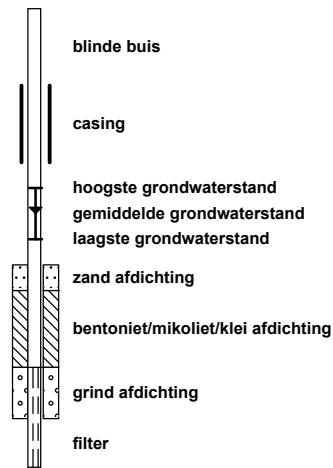 blinde buis
casing
hoogste grondwaterstand
gemiddelde grondwaterstand
laagste grondwaterstand
zand afdichting
bentoniet/mikoliet/klei afdichting
grind afdichting
filter